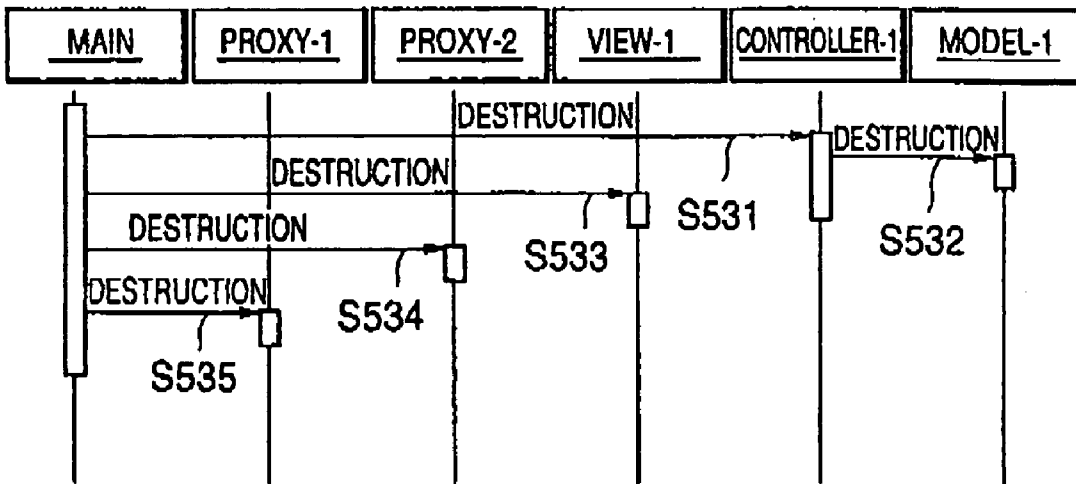 MAIN
PROXY-1
PROXY-2
VIEW-1
CONTROLLER-1
MODEL-1
DESTRUCTION
DESTRUCTION
DESTRUCTION
S531
S532
DESTRUCTION
S533
DESTRUCTION
S534
S535